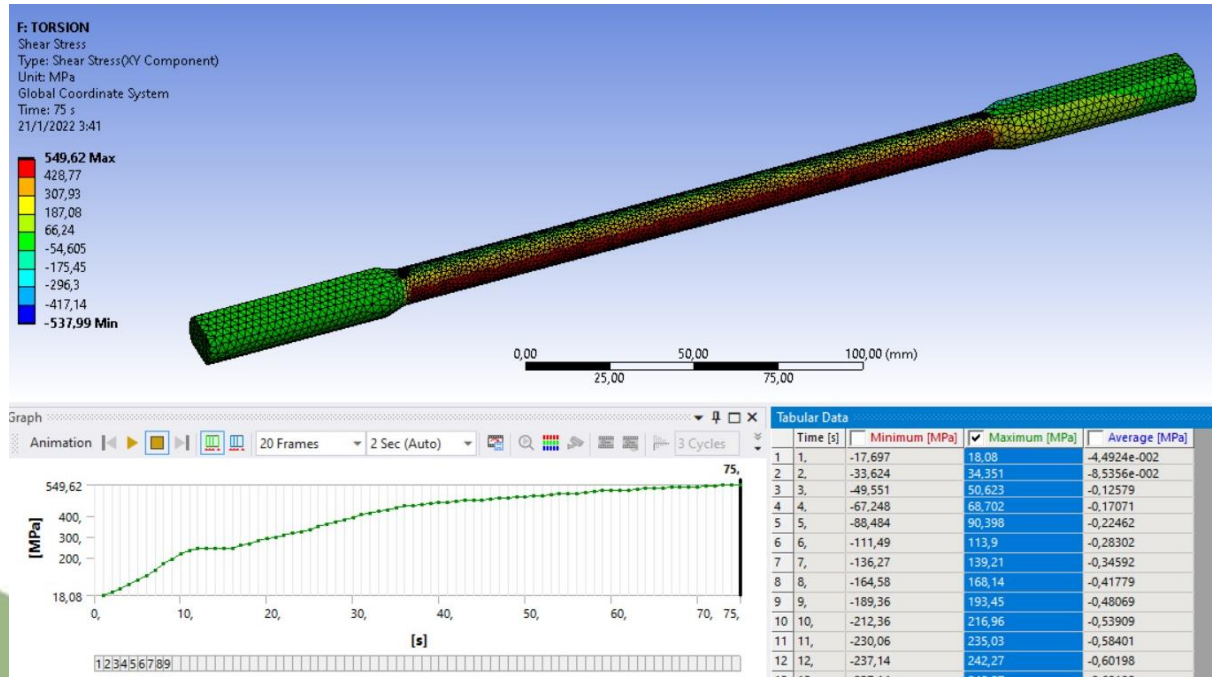 F: TORSION
Shear Stress
Type: Shear Stress(XY Component)
Unit: MPa
Global Coordinate System
Time: 75 s
21/1/2022 3:41
549,62 Max
428,77
307,93
187,08
66,24
-54,605
-175,45
-296,3
-417,14
-537,99 Min
0,00 50,00 100,00 (mm)
25,00 75,00
Graph
Animation 20 Frames 2 Sec (Auto) 3 Cycles
75,
549,62
400,
300,
200,
18,08
[MPa]
0, 10, 20, 30, 40, 50, 60, 70, 75,
[s]
1 2 3 4 5 6 7 8 9
Tabular Data
Time [s] Minimum [MPa] Maximum [MPa] Average [MPa]
1 1, -17,697 18,08 -4,4924e-002
2 2, -33,624 34,351 -8,5356e-002
3 3, -49,551 50,623 -0,12579
4 4, -67,248 68,702 -0,17071
5 5, -88,484 90,398 -0,22462
6 6, -111,49 113,9 -0,28302
7 7, -136,27 139,21 -0,34592
8 8, -164,58 168,14 -0,41779
9 9, -189,36 193,45 -0,48069
10 10, -212,36 216,96 -0,53909
11 11, -230,06 235,03 -0,58401
12 12, -237,14 242,27 -0,60198